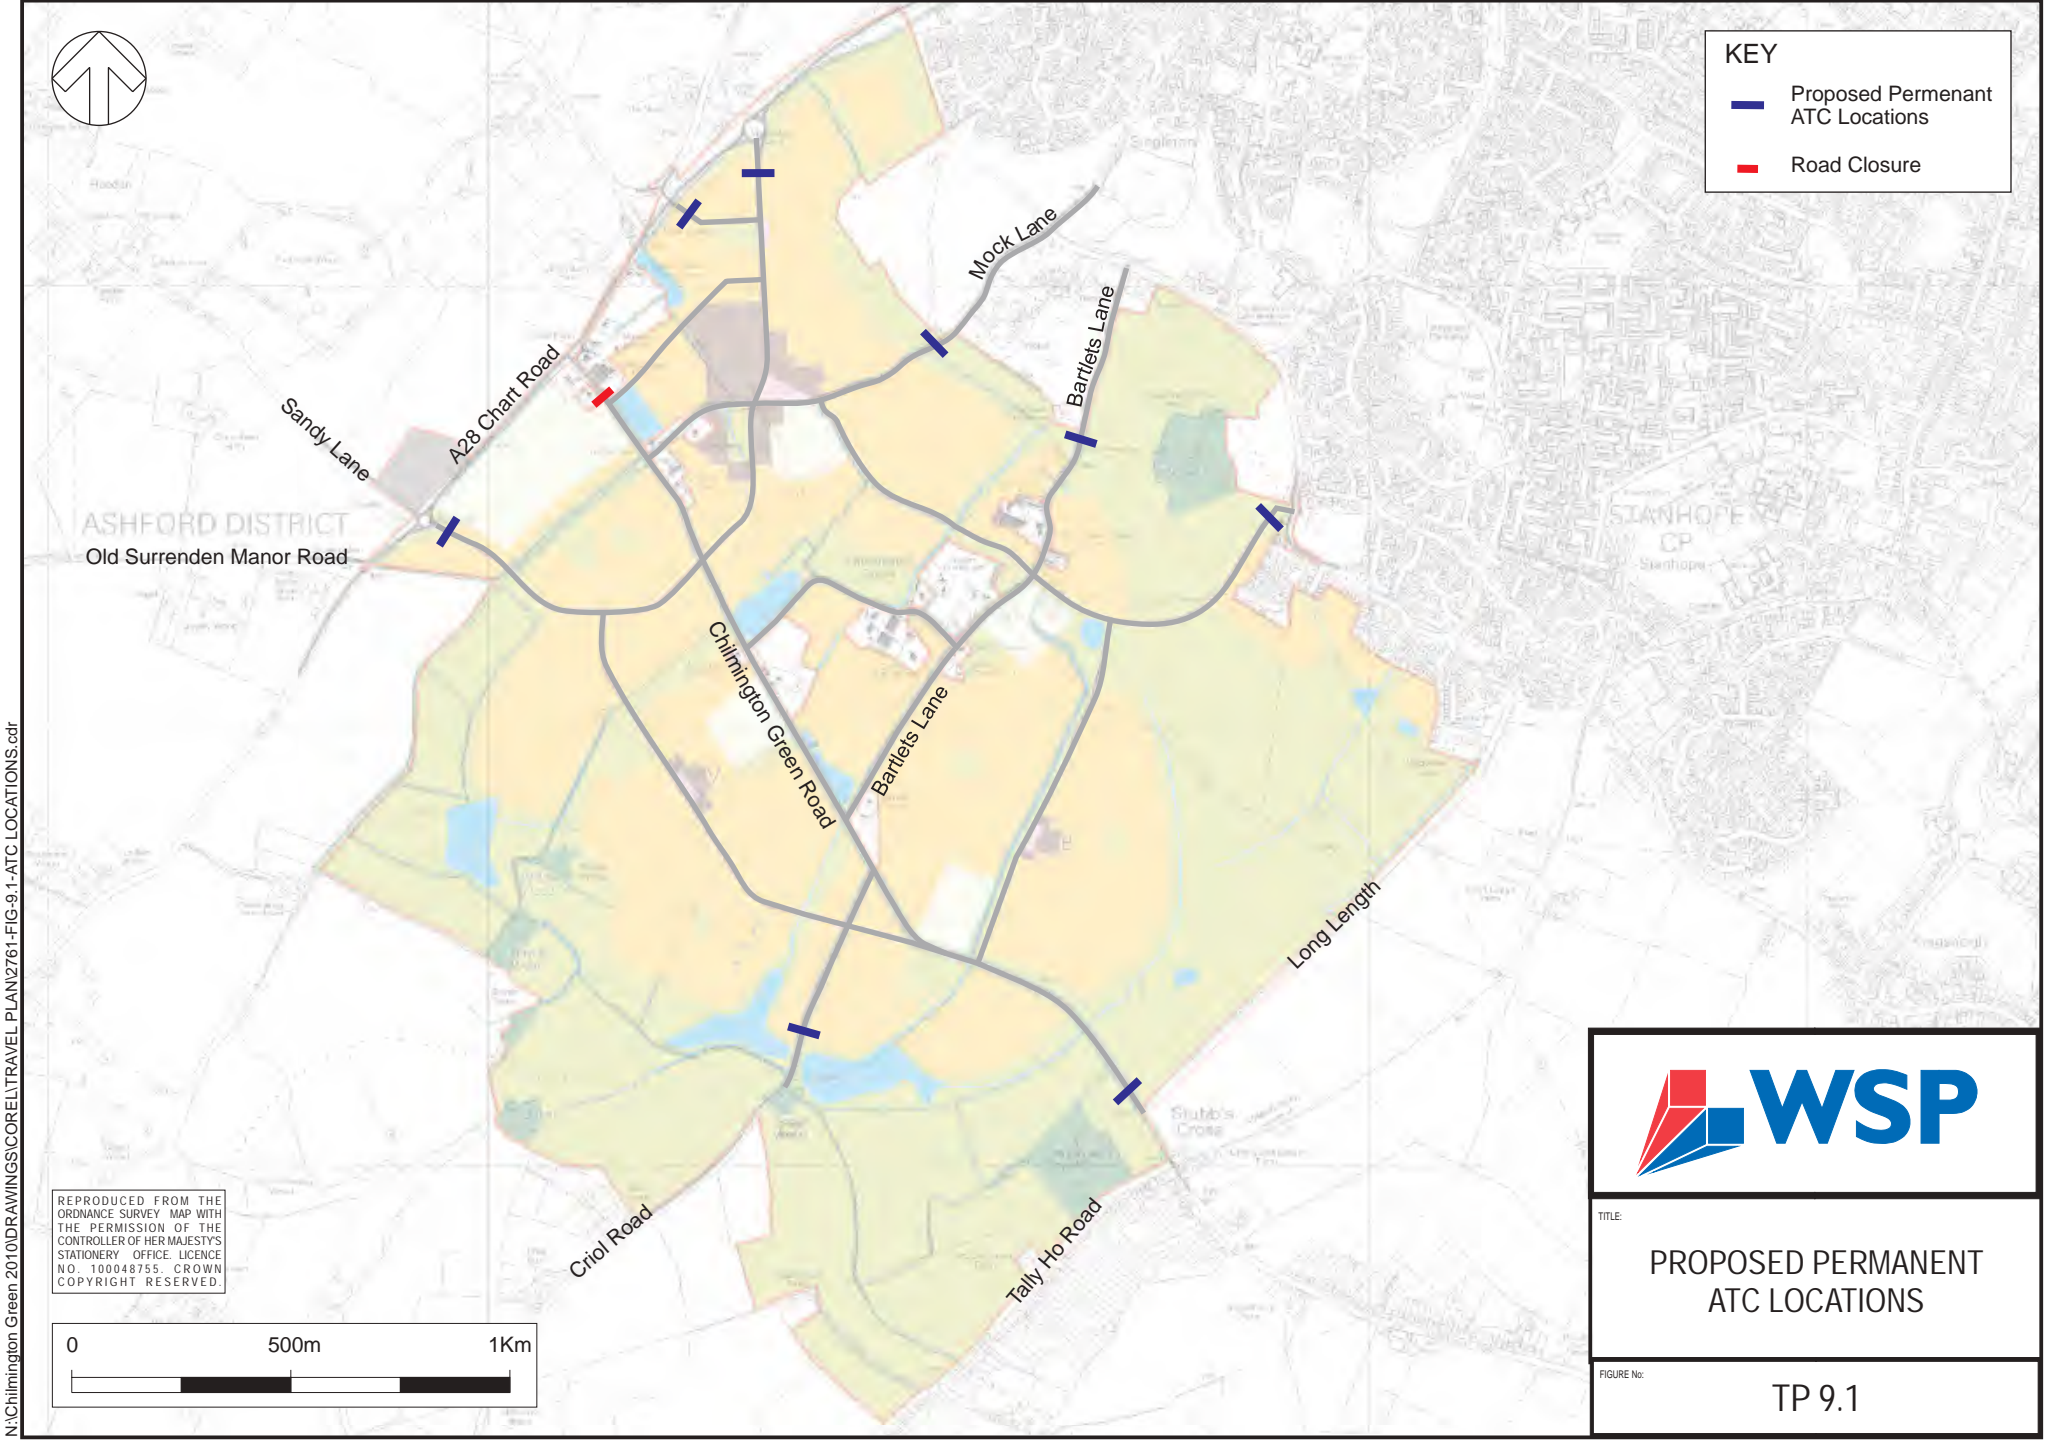 KEY
Proposed Permenant
ATC Locations
Road Closure
Singleton
Mock Lane
Bartlets Lane
A28 Chart Road
Sandy Lane
ASHFORD DISTRICT
Old Surrenden Manor Road
STANHOPE
CP
Stanhope
Chilmington Green Road
Bartlets Lane
Long Length
Stubb's
Cross
Criol Road
Tally Ho Road
REPRODUCED FROM THE
ORDNANCE SURVEY MAP WITH
THE PERMISSION OF THE
CONTROLLER OF HER MAJESTY'S
STATIONERY OFFICE. LICENCE
NO. 100048755. CROWN
COPYRIGHT RESERVED.
0 500m 1Km
WSP
TITLE:
PROPOSED PERMANENT
ATC LOCATIONS
FIGURE No:
TP 9.1
N:\Chilmington Green 2010\DRAWINGS\COREL\TRAVEL PLAN\2761-FIG-9.1-ATC LOCATIONS.cdr